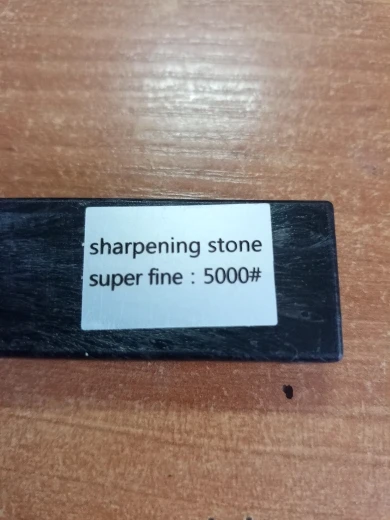 sharpening stone
super fine : 5000#